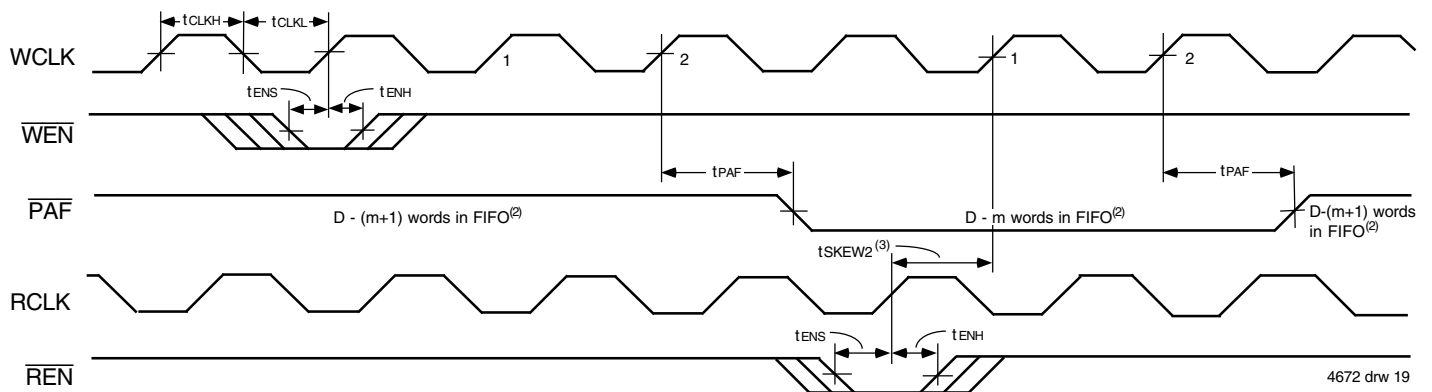 tCLKH
tCLKL
WCLK
1
2
1
2
tENS
tENH
WEN
tPAF
tPAF
PAF
D - (m+1) words in FIFO(2)
D - m words in FIFO(2)
D-(m+1) words
in FIFO(2)
tSKEW2(3)
RCLK
tENS
tENH
REN
4672 drw 19